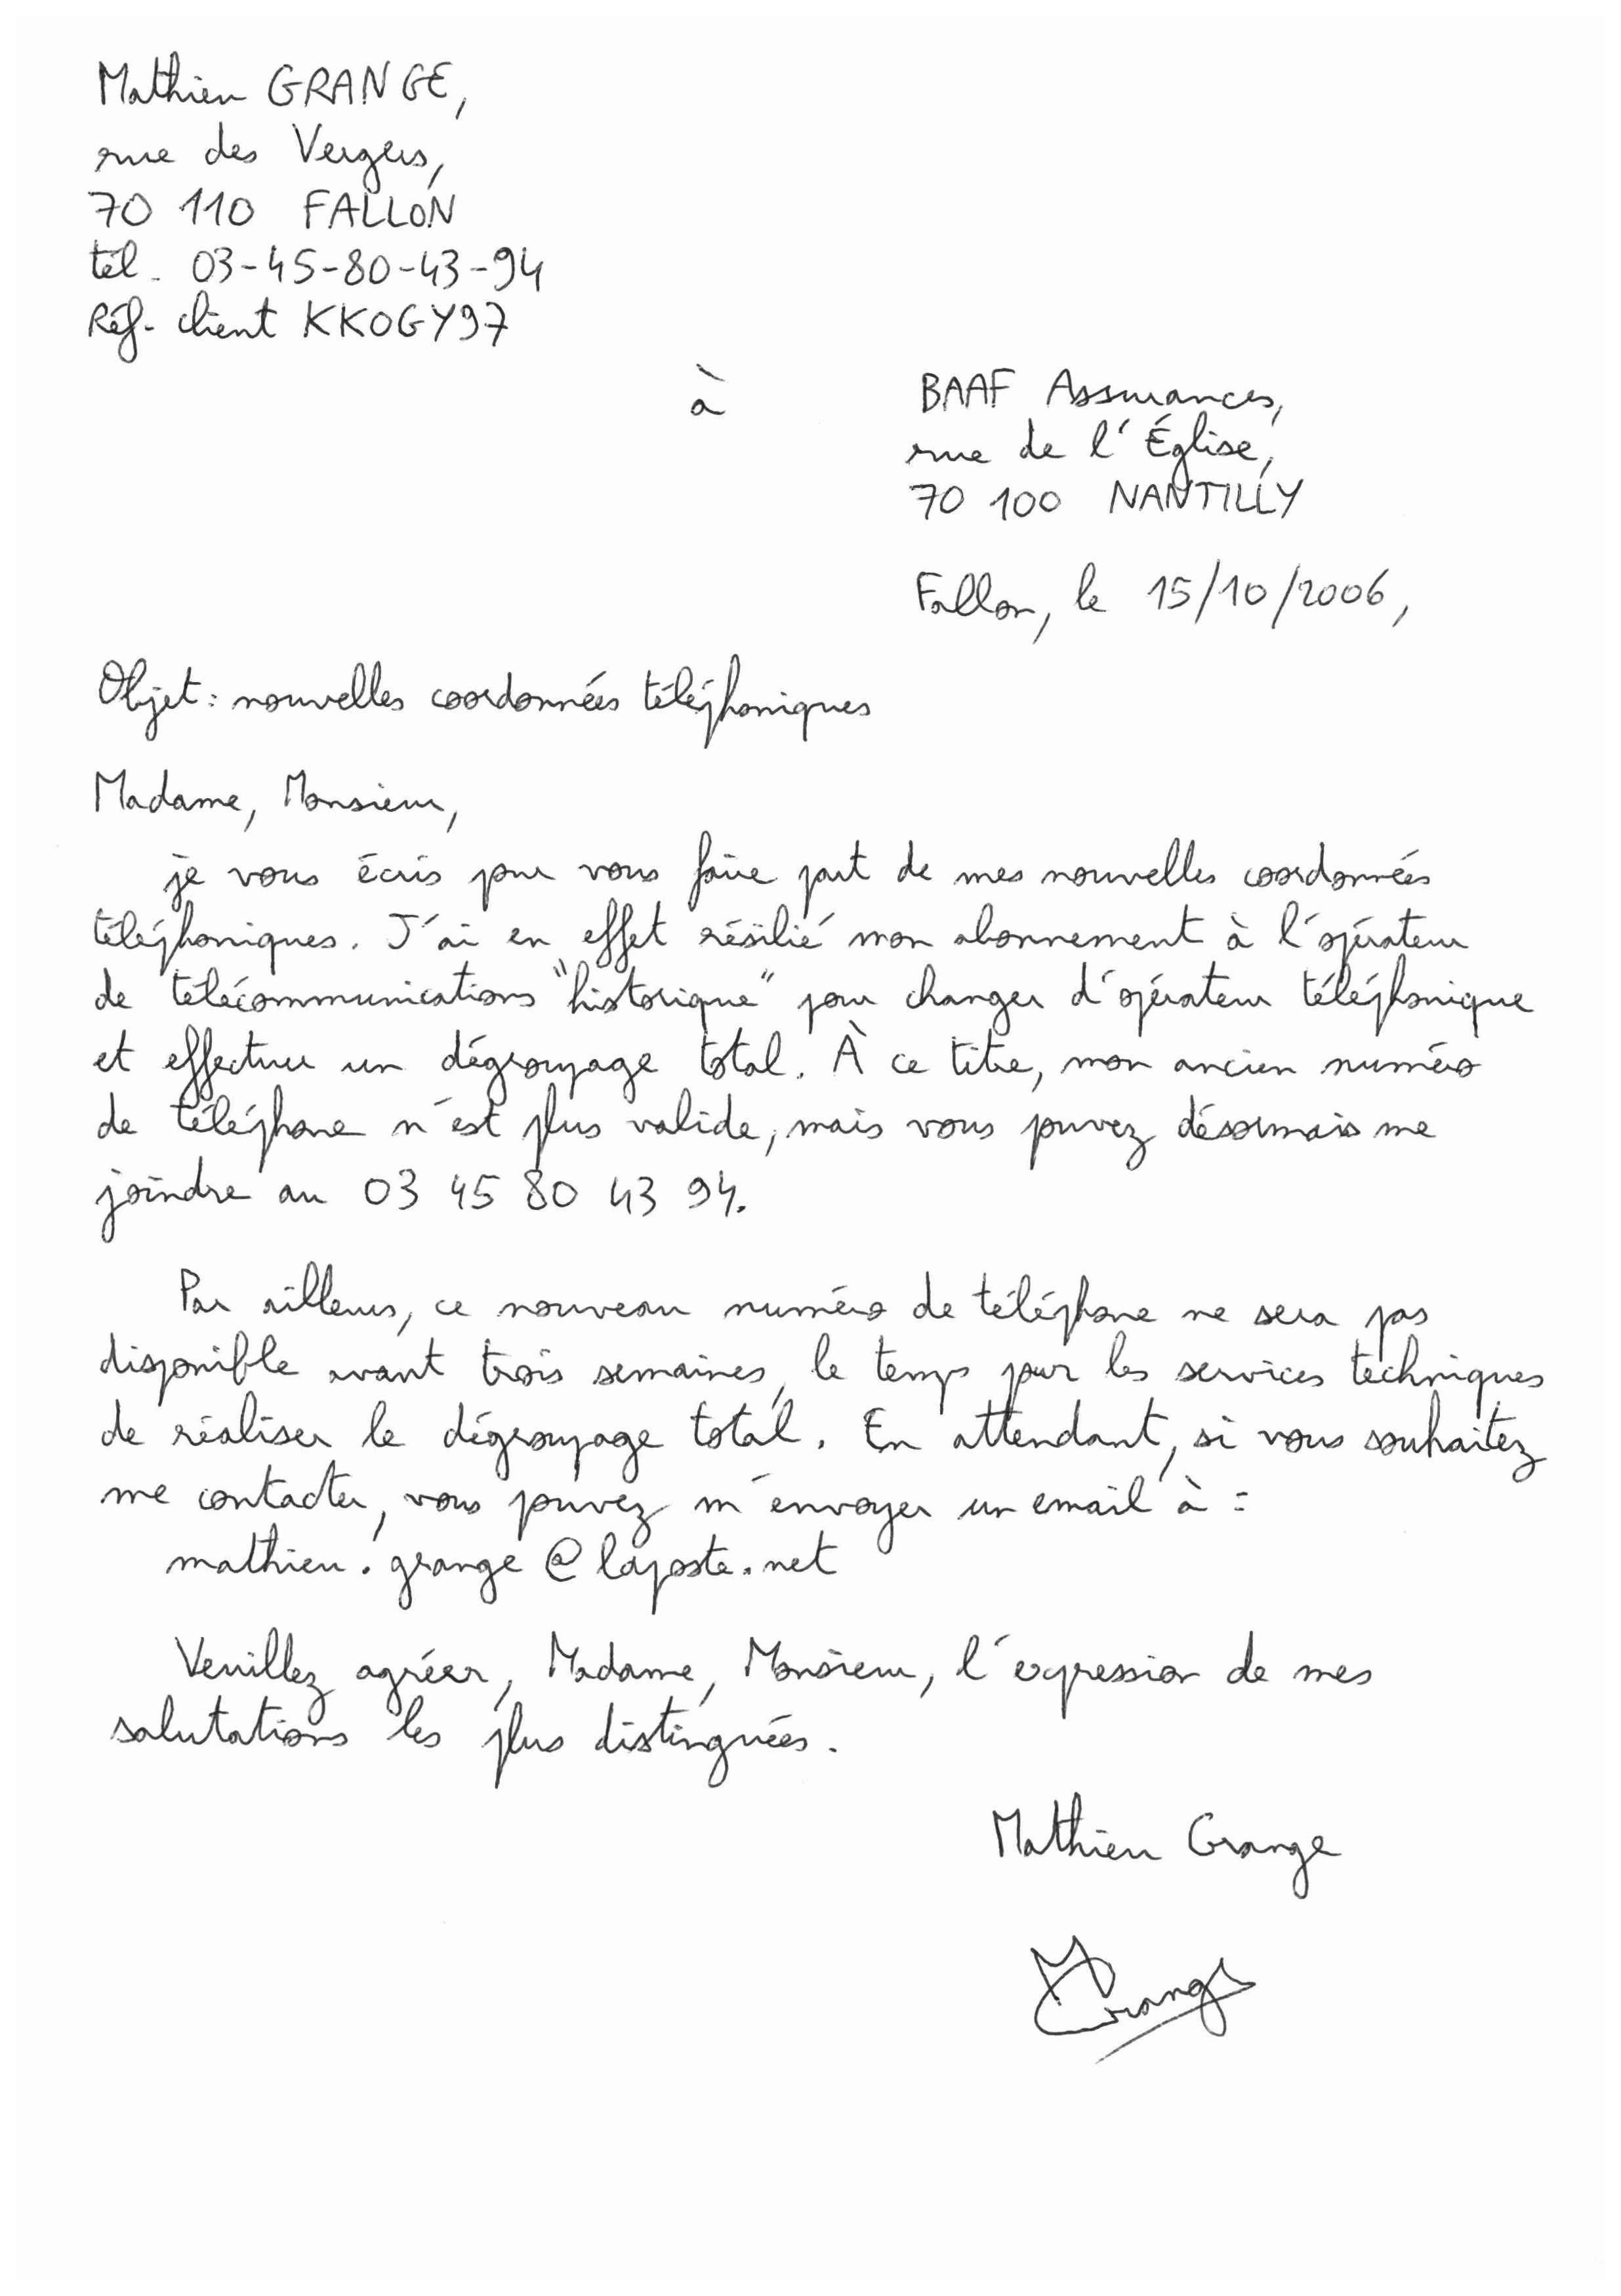 Mathieu GRANGE,
rue des Vergers,
70 110 FALLON
tél. 03-45-80-43-94
Réf. client KKOGY97
à
BAAF Assurances,
rue de l'Église,
70 100 NANTILLY
Fallon, le 15/10/2006,
Objet : nouvelles coordonnées téléphoniques
Madame, Monsieur,
je vous écris pour vous faire part de mes nouvelles coordonnées
téléphoniques. J'ai en effet résilié mon abonnement à l'opérateur
de télécommunications "historique" pour changer d'opérateur téléphonique
et effectuer un dégroupage total. À ce titre, mon ancien numéro
de téléphone n'est plus valide, mais vous pouvez désormais me
joindre au 03 45 80 43 94.
Par ailleurs, ce nouveau numéro de téléphone ne sera pas
disponible avant trois semaines, le temps pour les services techniques
de réaliser le dégroupage total. En attendant, si vous souhaitez
me contacter, vous pouvez m'envoyer un email à :
mathieu.grange@laposte.net
Veuillez agréer, Madame, Monsieur, l'expression de mes
salutations les plus distinguées.
Mathieu Grange
MGrange